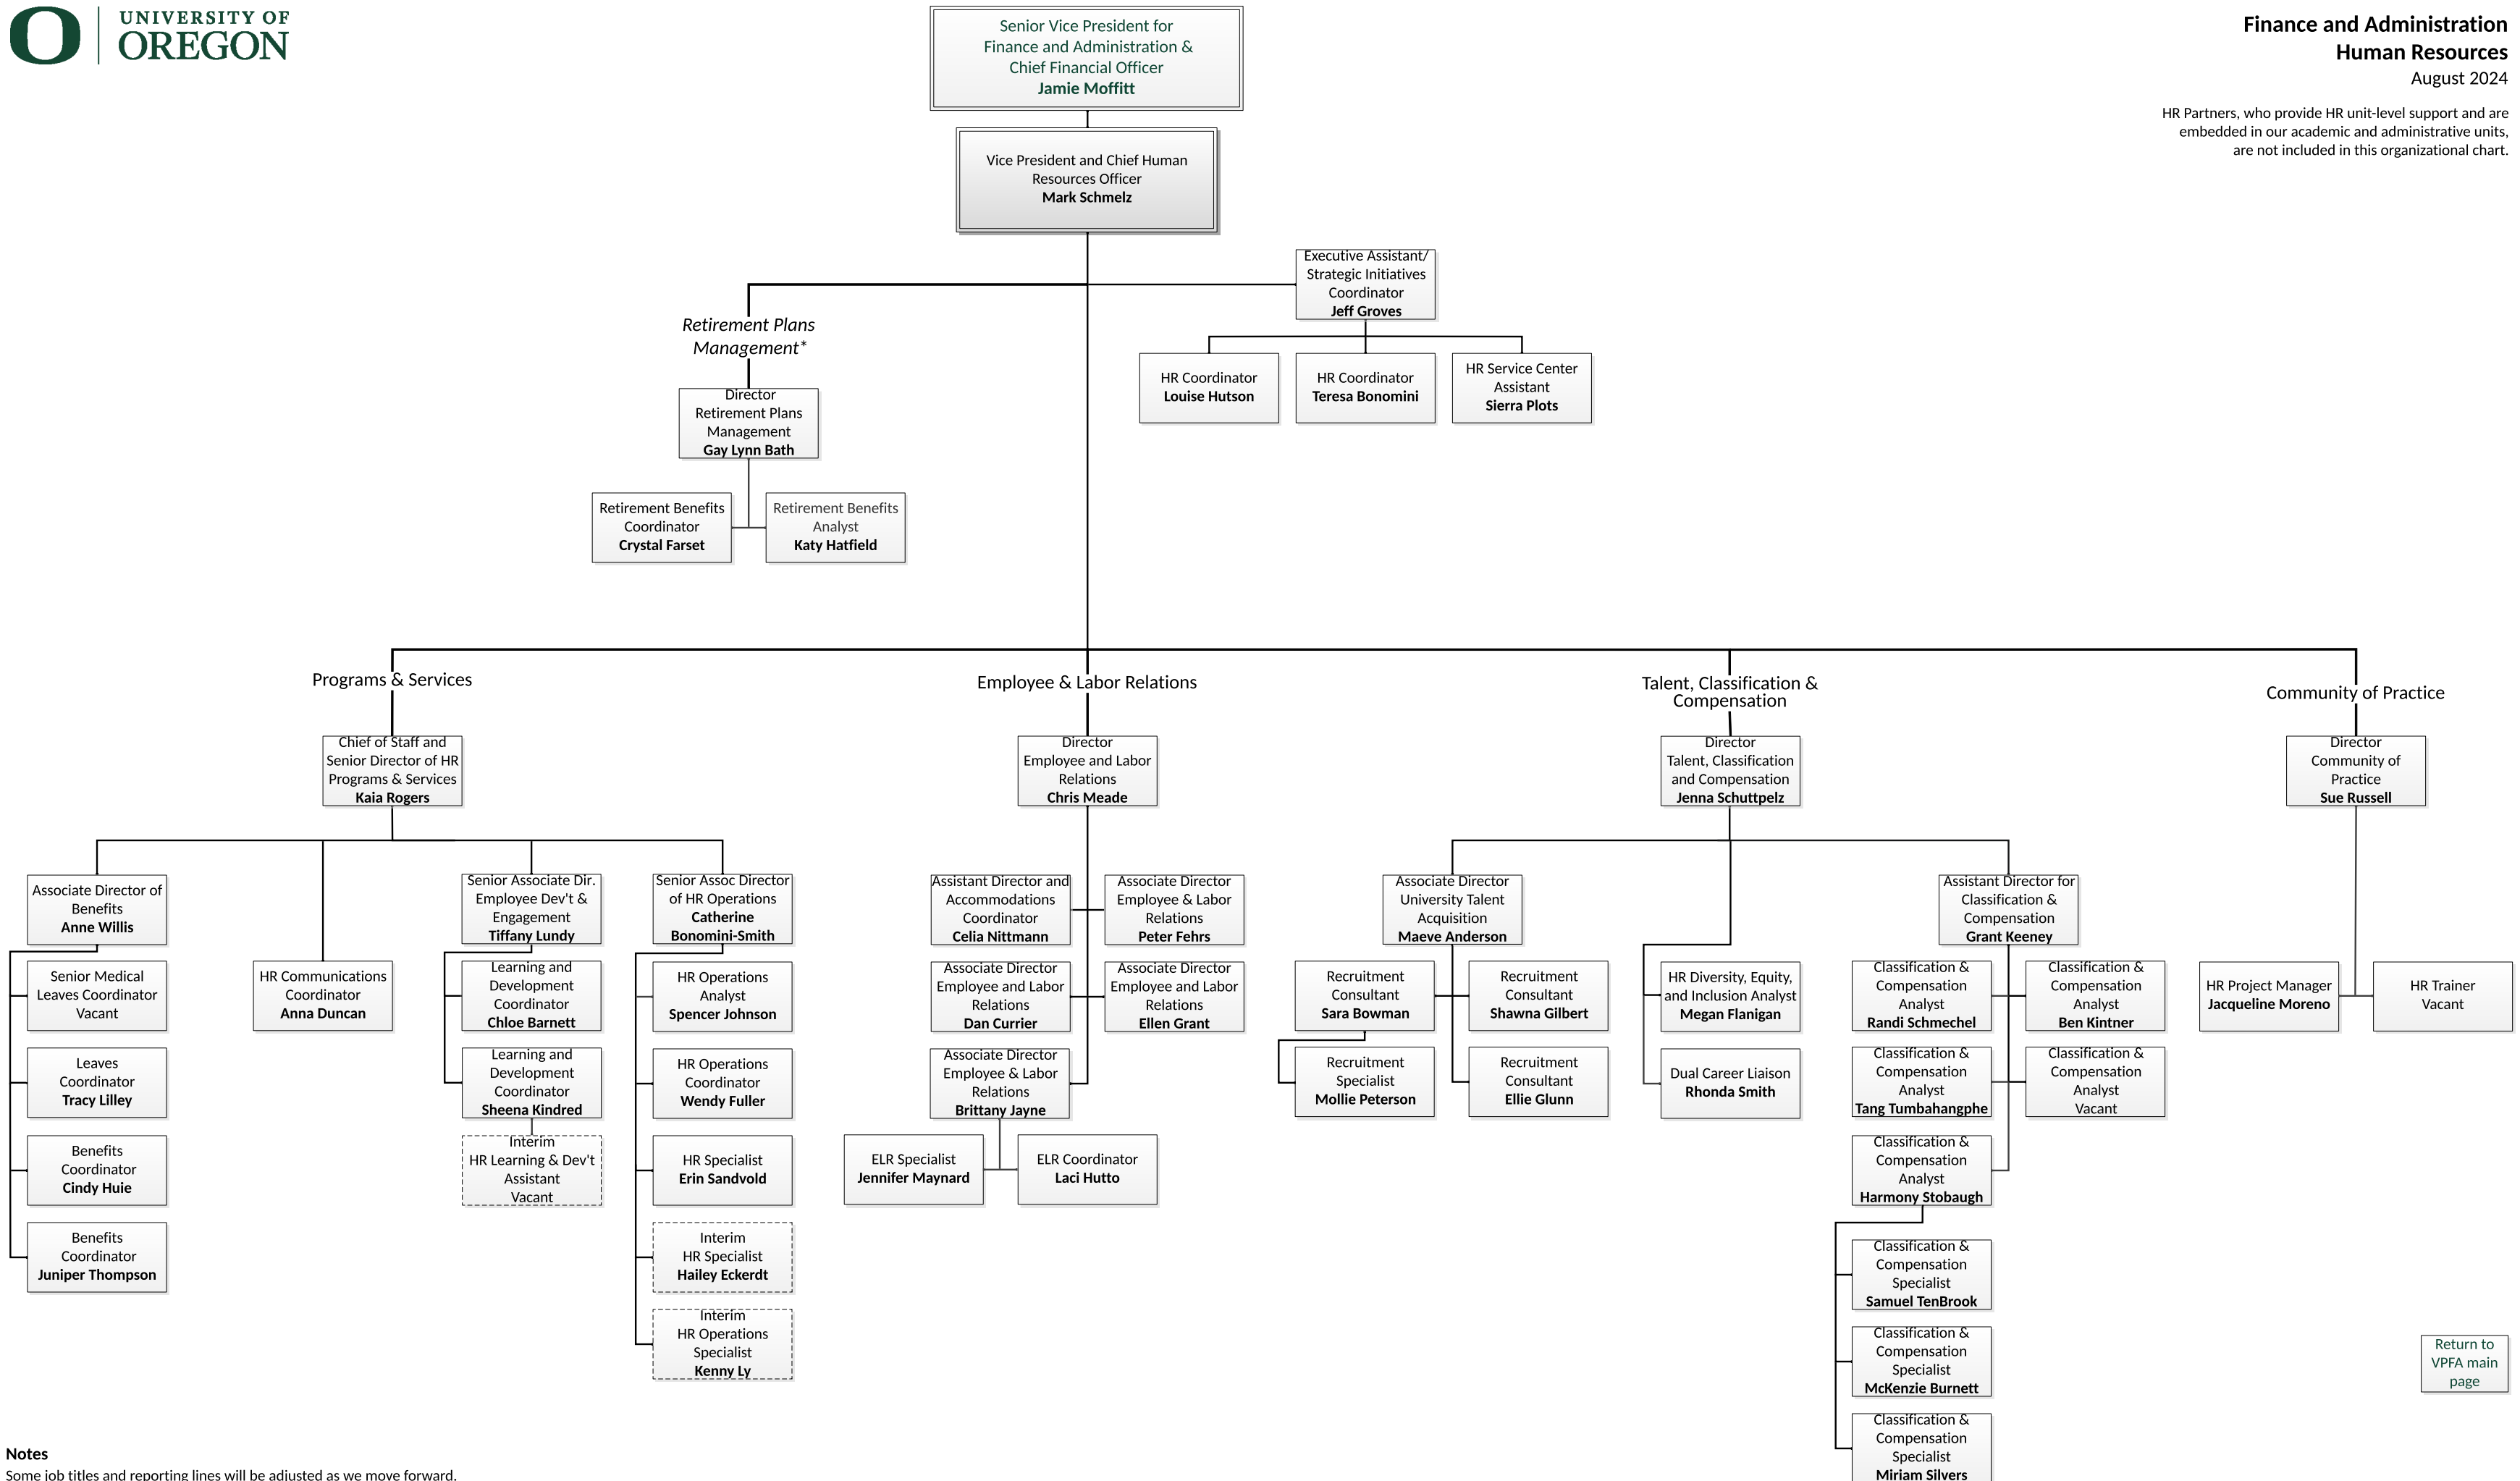 UNIVERSITY OF
OREGON
Senior Vice President for
Finance and Administration &
Chief Financial Officer
Jamie Moffitt
Finance and Administration
Human Resources
August 2024
HR Partners, who provide HR unit-level support and are
embedded in our academic and administrative units,
are not included in this organizational chart.
Vice President and Chief Human
Resources Officer
Mark Schmelz
Executive Assistant/
Strategic Initiatives
Coordinator
Jeff Groves
Retirement Plans
Management*
HR Coordinator
Louise Hutson
HR Coordinator
Teresa Bonomini
HR Service Center
Assistant
Sierra Plots
Director
Retirement Plans
Management
Gay Lynn Bath
Retirement Benefits
Coordinator
Crystal Farset
Retirement Benefits
Analyst
Katy Hatfield
Programs & Services
Chief of Staff and
Senior Director of HR
Programs & Services
Kaia Rogers
Associate Director of
Benefits
Anne Willis
Senior Medical
Leaves Coordinator
Vacant
Leaves
Coordinator
Tracy Lilley
Benefits
Coordinator
Cindy Huie
Benefits
Coordinator
Juniper Thompson
HR Communications
Coordinator
Anna Duncan
Senior Associate Dir.
Employee Dev't &
Engagement
Tiffany Lundy
Learning and
Development
Coordinator
Chloe Barnett
Learning and
Development
Coordinator
Sheena Kindred
Interim
HR Learning & Dev't
Assistant
Vacant
Senior Assoc Director
of HR Operations
Catherine
Bonomini-Smith
HR Operations
Analyst
Spencer Johnson
HR Operations
Coordinator
Wendy Fuller
HR Specialist
Erin Sandvold
Interim
HR Specialist
Hailey Eckerdt
Interim
HR Operations
Specialist
Kenny Ly
Employee & Labor Relations
Director
Employee and Labor
Relations
Chris Meade
Assistant Director and
Accommodations
Coordinator
Celia Nittmann
Associate Director
Employee & Labor
Relations
Peter Fehrs
Associate Director
Employee and Labor
Relations
Dan Currier
Associate Director
Employee and Labor
Relations
Ellen Grant
Associate Director
Employee & Labor
Relations
Brittany Jayne
ELR Specialist
Jennifer Maynard
ELR Coordinator
Laci Hutto
Talent, Classification &
Compensation
Director
Talent, Classification
and Compensation
Jenna Schuttpelz
Associate Director
University Talent
Acquisition
Maeve Anderson
Recruitment
Consultant
Sara Bowman
Recruitment
Consultant
Shawna Gilbert
Recruitment
Specialist
Mollie Peterson
Recruitment
Consultant
Ellie Glunn
HR Diversity, Equity,
and Inclusion Analyst
Megan Flanigan
Dual Career Liaison
Rhonda Smith
Assistant Director for
Classification &
Compensation
Grant Keeney
Classification &
Compensation
Analyst
Randi Schmechel
Classification &
Compensation
Analyst
Ben Kintner
Classification &
Compensation
Analyst
Tang Tumbahangphe
Classification &
Compensation
Analyst
Vacant
Classification &
Compensation
Analyst
Harmony Stobaugh
Classification &
Compensation
Specialist
Samuel TenBrook
Classification &
Compensation
Specialist
McKenzie Burnett
Classification &
Compensation
Specialist
Miriam Silvers
Community of Practice
Director
Community of
Practice
Sue Russell
HR Project Manager
Jacqueline Moreno
HR Trainer
Vacant
Return to
VPFA main
page
Notes
Some job titles and reporting lines will be adjusted as we move forward.